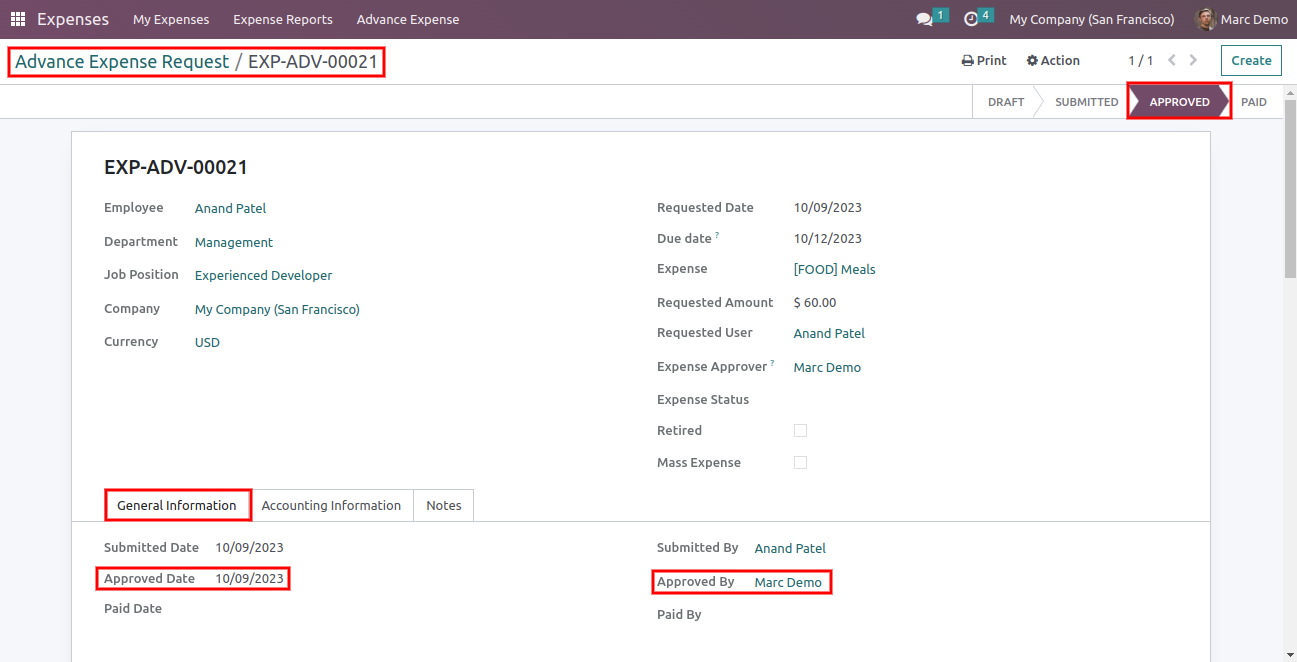 Expenses My Expenses Expense Reports Advance Expense 1 4 My Company (San Francisco) Marc Demo
Advance Expense Request / EXP-ADV-00021 Print Action 1 / 1 Create
DRAFT SUBMITTED APPROVED PAID
EXP-ADV-00021
Employee Anand Patel
Department Management
Job Position Experienced Developer
Company My Company (San Francisco)
Currency USD
Requested Date 10/09/2023
Due date ? 10/12/2023
Expense [FOOD] Meals
Requested Amount $ 60.00
Requested User Anand Patel
Expense Approver ? Marc Demo
Expense Status
Retired
Mass Expense
General Information Accounting Information Notes
Submitted Date 10/09/2023
Approved Date 10/09/2023
Paid Date
Submitted By Anand Patel
Approved By Marc Demo
Paid By